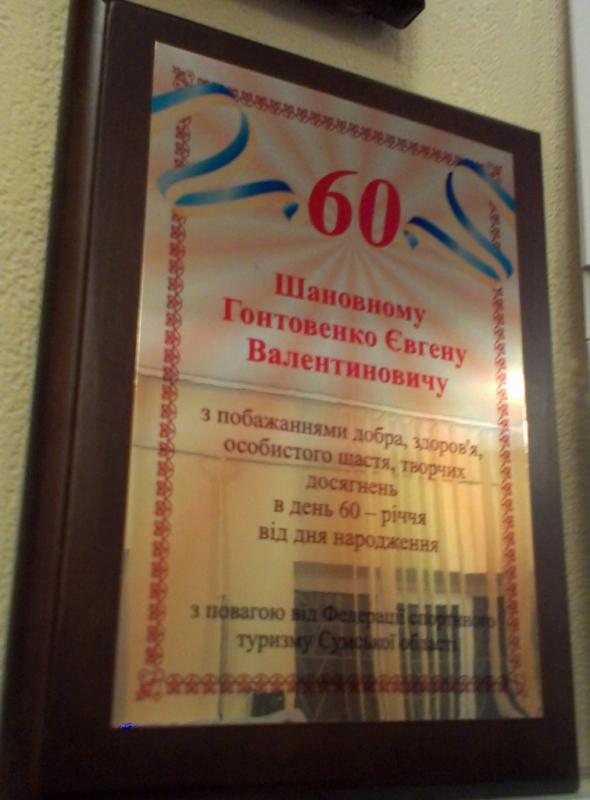 60
Шановному
Гонтовенко Євгену
Валентиновичу
з побажаннями добра, здоров'я,
особистого щастя, творчих
досягнень
в день 60 – річчя
від дня народження
з повагою від Федерації спортивного
туризму Сумської області